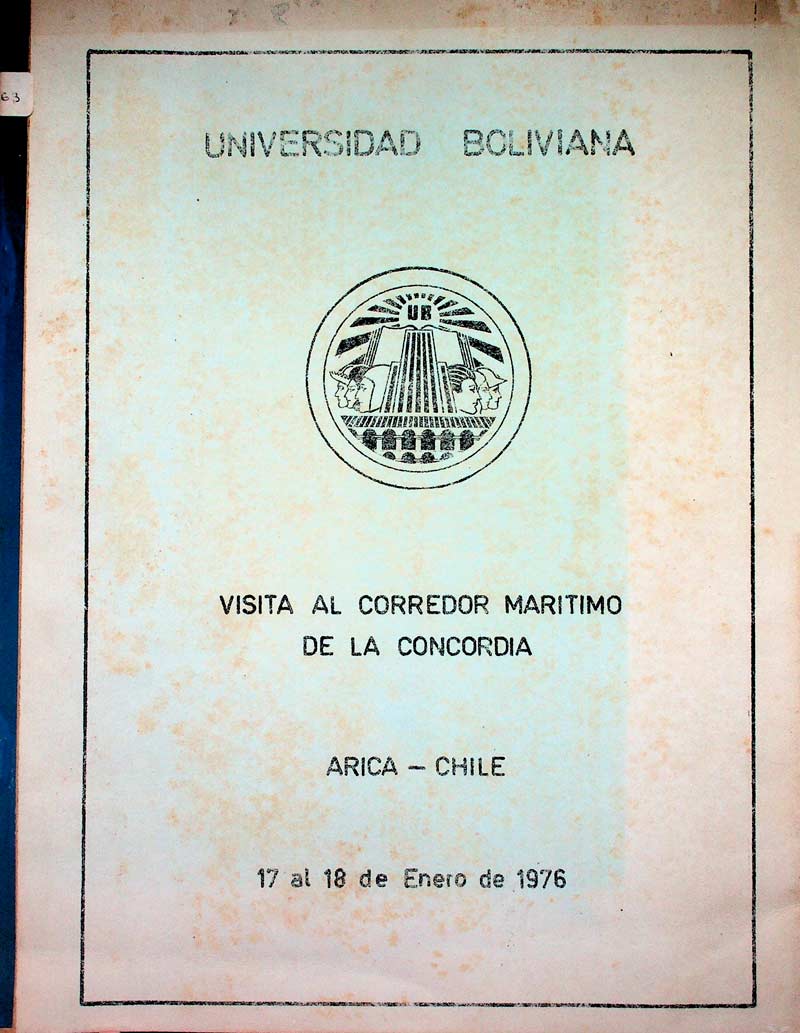 63
UNIVERSIDAD BOLIVIANA
UB
VISITA AL CORREDOR MARITIMO
DE LA CONCORDIA
ARICA — CHILE
17 al 18 de Enero de 1976